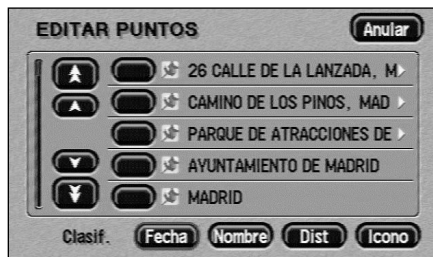 EDITAR PUNTOS Anular
26 CALLE DE LA LANZADA, M
CAMINO DE LOS PINOS, MAD
PARQUE DE ATRACCIONES DE
AYUNTAMIENTO DE MADRID
MADRID
Clasif. Fecha Nombre Dist Icono